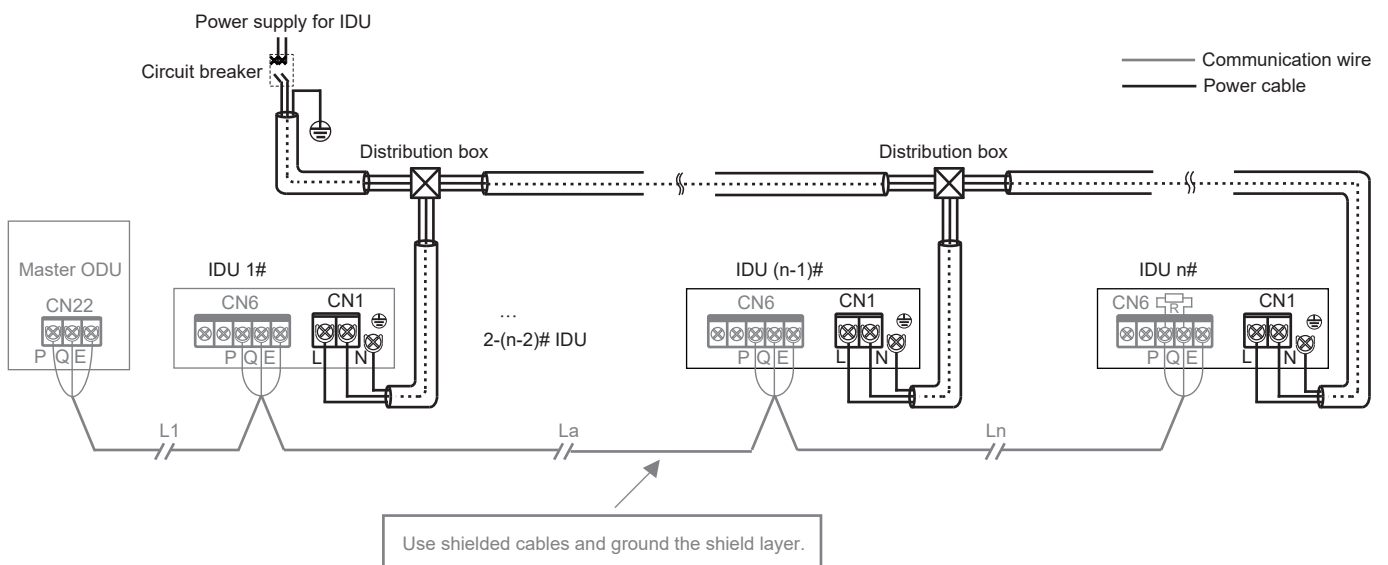 Power supply for IDU
Circuit breaker
Communication wire
Power cable
Distribution box
Distribution box
Master ODU
CN22
P Q E
IDU 1#
CN6
CN1
P Q E
L N
...
2-(n-2)# IDU
IDU (n-1)#
CN6
CN1
P Q E
L N
IDU n#
CN6
R
CN1
P Q E
L N
L1
La
Ln
Use shielded cables and ground the shield layer.